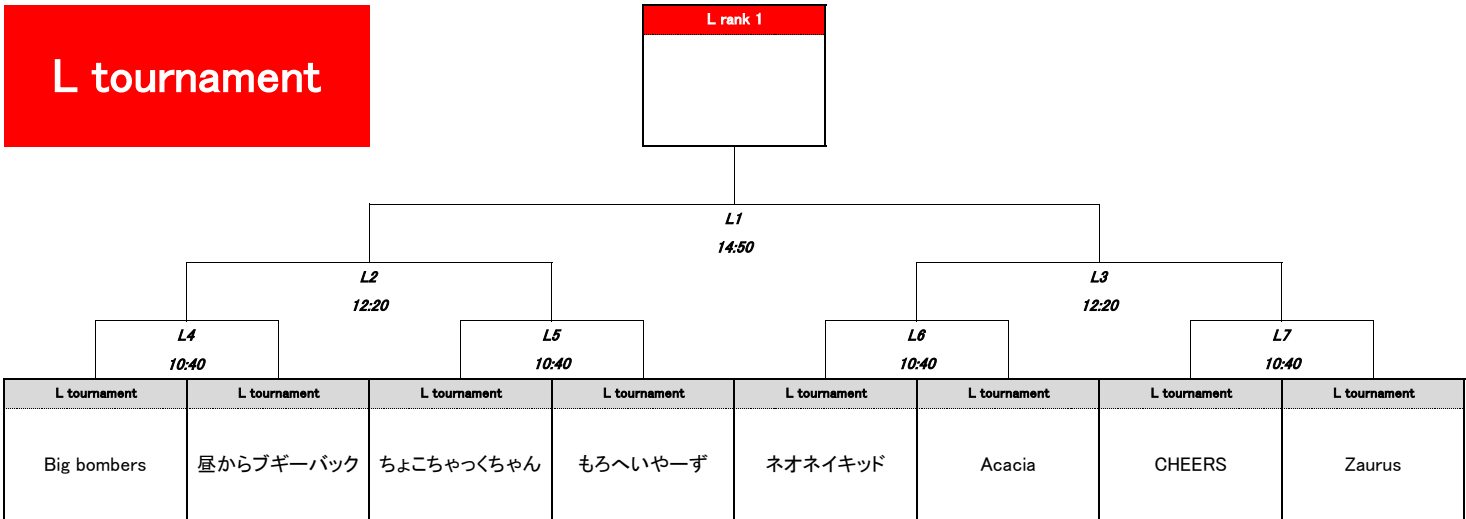 L rank 1
L tournament
L1
14:50
L2
L3
12:20
12:20
L4
L5
L6
L7
10:40
10:40
10:40
10:40
L tournament
L tournament
L tournament
L tournament
L tournament
L tournament
L tournament
L tournament
Big bombers
昼からブギーバック
ちょこちゃっくちゃん
もろへいやーず
ネオネイキッド
Acacia
CHEERS
Zaurus